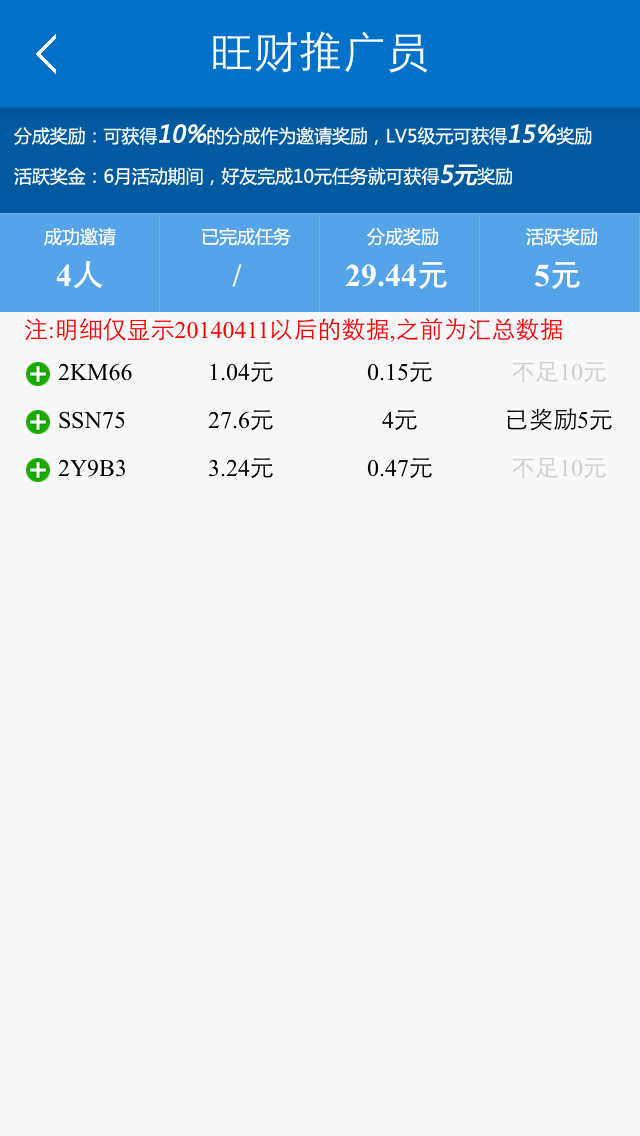 旺财推广员
分成奖励：可获得10%的分成作为邀请奖励，LV5级元可获得15%奖励
活跃奖金：6月活动期间，好友完成10元任务就可获得5元奖励
成功邀请 已完成任务 分成奖励 活跃奖励
4人 / 29.44元 5元
注:明细仅显示20140411以后的数据,之前为汇总数据
2KM66 1.04元 0.15元 不足10元
SSN75 27.6元 4元 已奖励5元
2Y9B3 3.24元 0.47元 不足10元